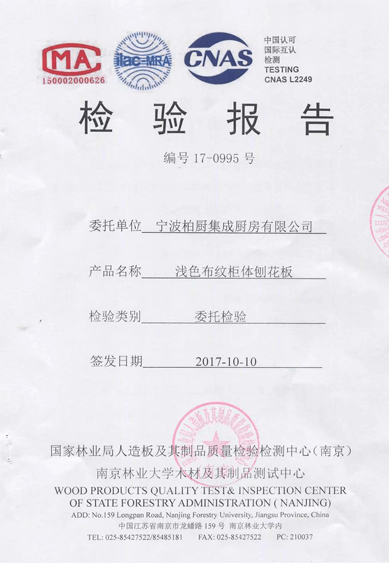 MA
150002000626
ilac-MRA
CNAS
中国认可
国际互认
检测
TESTING
CNAS L2249
检验报告
编号 17-0995 号
委托单位 宁波柏厨集成厨房有限公司
产品名称 浅色布纹柜体刨花板
检验类别 委托检验
签发日期 2017-10-10
国家林业局人造板及其制品质量检验检测中心(南京)
南京林业大学木材及其制品测试中心
WOOD PRODUCTS QUALITY TEST& INSPECTION CENTER
OF STATE FORESTRY ADMINISTRATION ( NANJING)
ADD: No.159 Longpan Road, Nanjing Forestry University, Jiangsu Province, China
中国江苏省南京市龙蟠路 159 号 南京林业大学内
TEL: 025-85427522/85485181 FAX: 025-85427522 PC: 210037